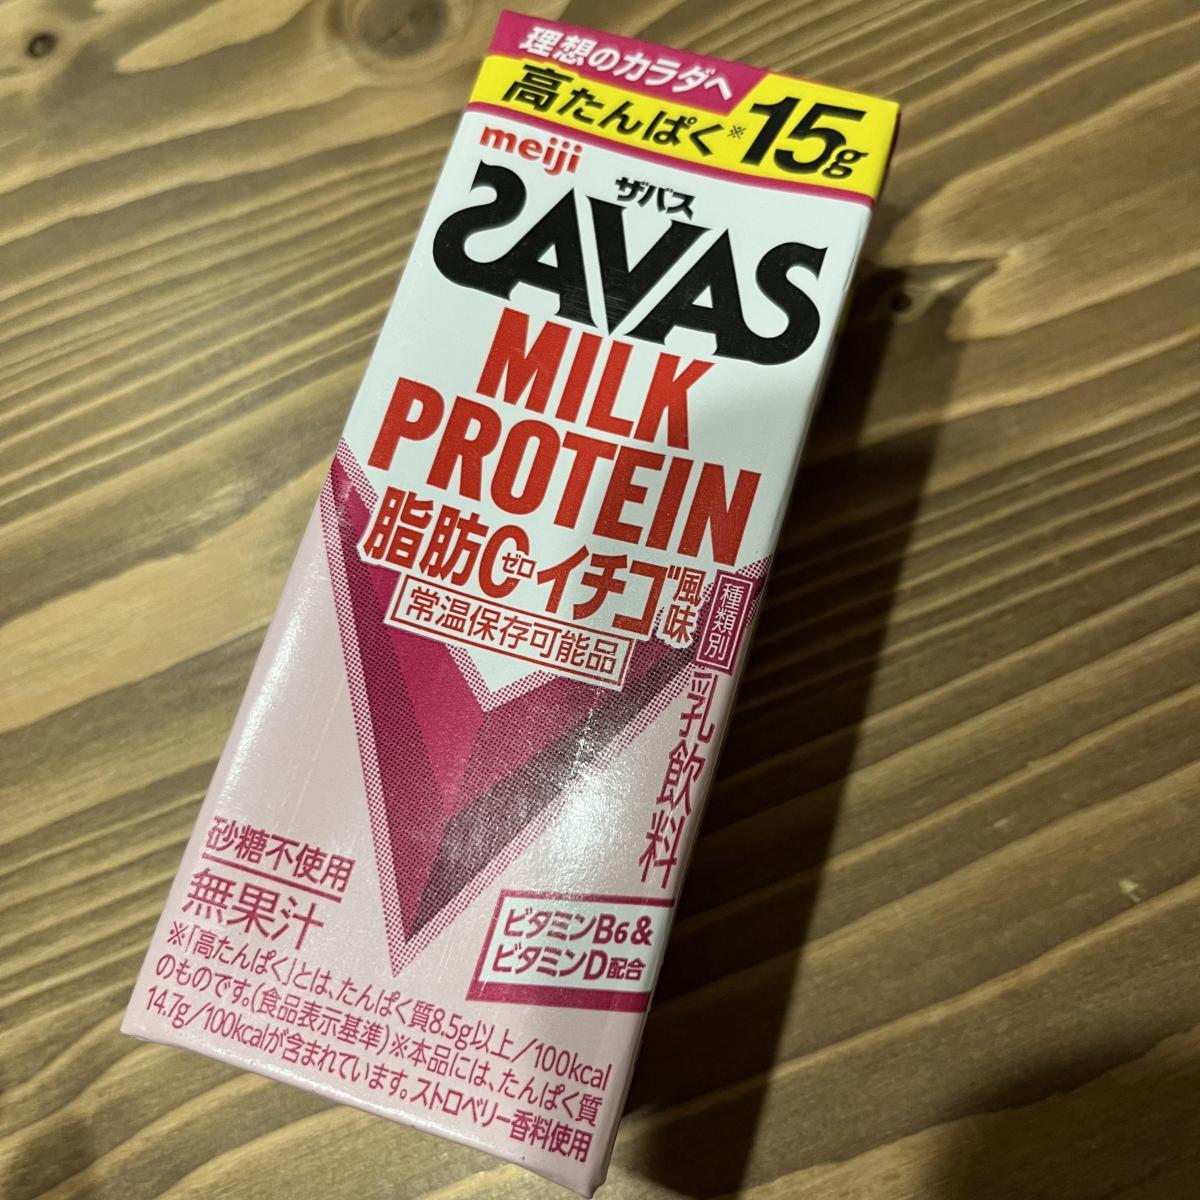 理想のカラダへ
高たんぱく※15g
meiji
ザバス
SAVAS
MILK
PROTEIN
脂肪0ゼロ イチゴ風味
常温保存可能品
種類別
乳飲料
砂糖不使用
無果汁
ビタミンB6&
ビタミンD配合
※「高たんぱく」とは、たんぱく質8.5g以上/100kcal
のものです。(食品表示基準)※本品には、たんぱく質
14.7g/100kcalが含まれています。ストロベリー香料使用